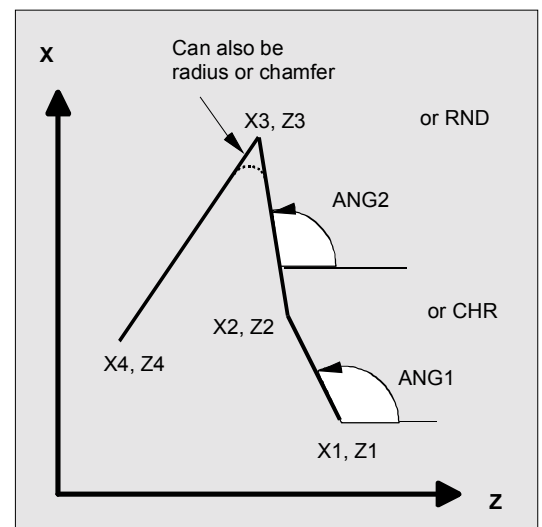 Can also be
radius or chamfer
X
X3, Z3
or RND
ANG2
X2, Z2
or CHR
X4, Z4
ANG1
X1, Z1
Z